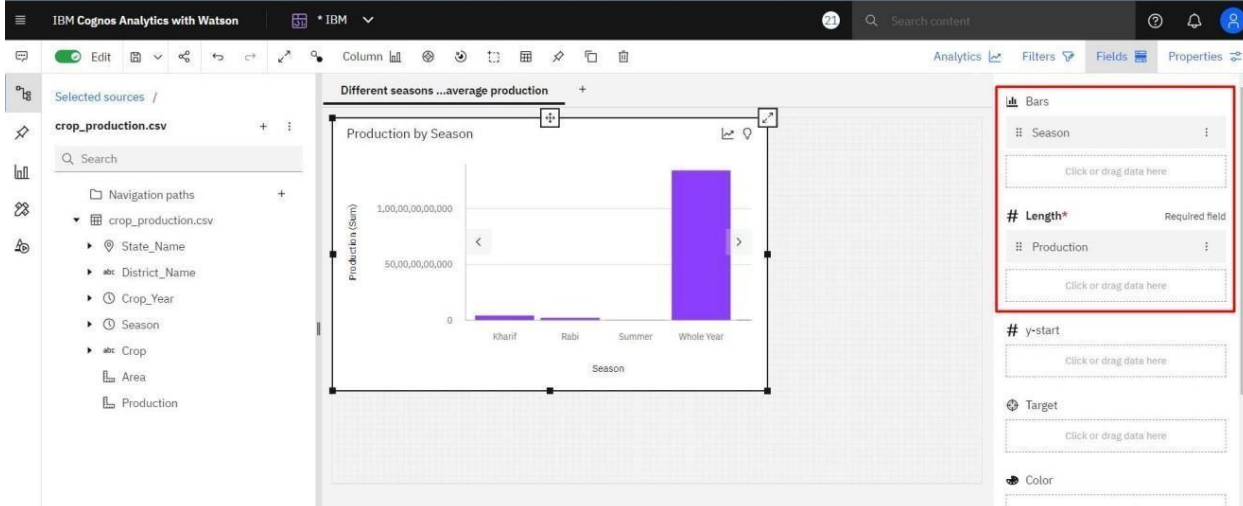 IBM Cognos Analytics with Watson
* IBM
21
Search content
Edit
Column
Analytics
Filters
Fields
Properties
Selected sources /
crop_production.csv
Search
Navigation paths
crop_production.csv
State_Name
abc District_Name
Crop_Year
Season
abc Crop
Area
Production
Different seasons ...average production
Production by Season
Production (Sum)
1,00,00,00,00,000
50,00,00,00,000
0
Kharif Rabi Summer Whole Year
Season
Bars
Season
Click or drag data here
# Length* Required field
Production
Click or drag data here
# y-start
Click or drag data here
Target
Click or drag data here
Color